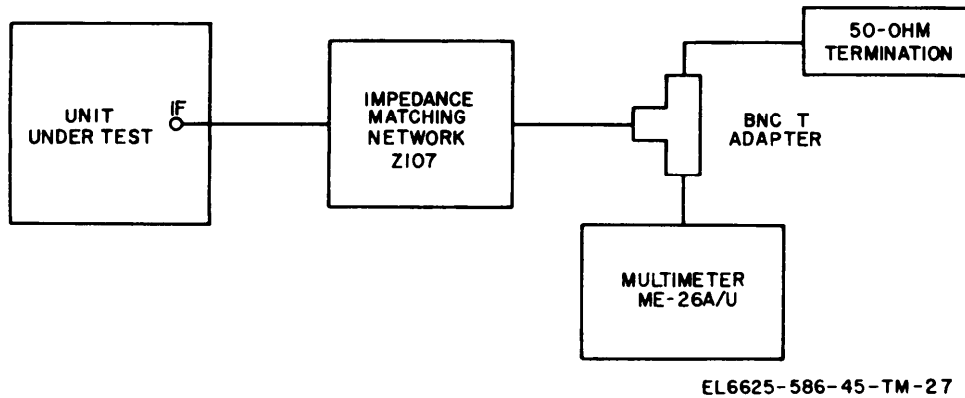 UNIT
UNDER TEST
IF
IMPEDANCE
MATCHING
NETWORK
Z107
BNC T
ADAPTER
50-OHM
TERMINATION
MULTIMETER
ME-26A/U
EL6625-586-45-TM-27